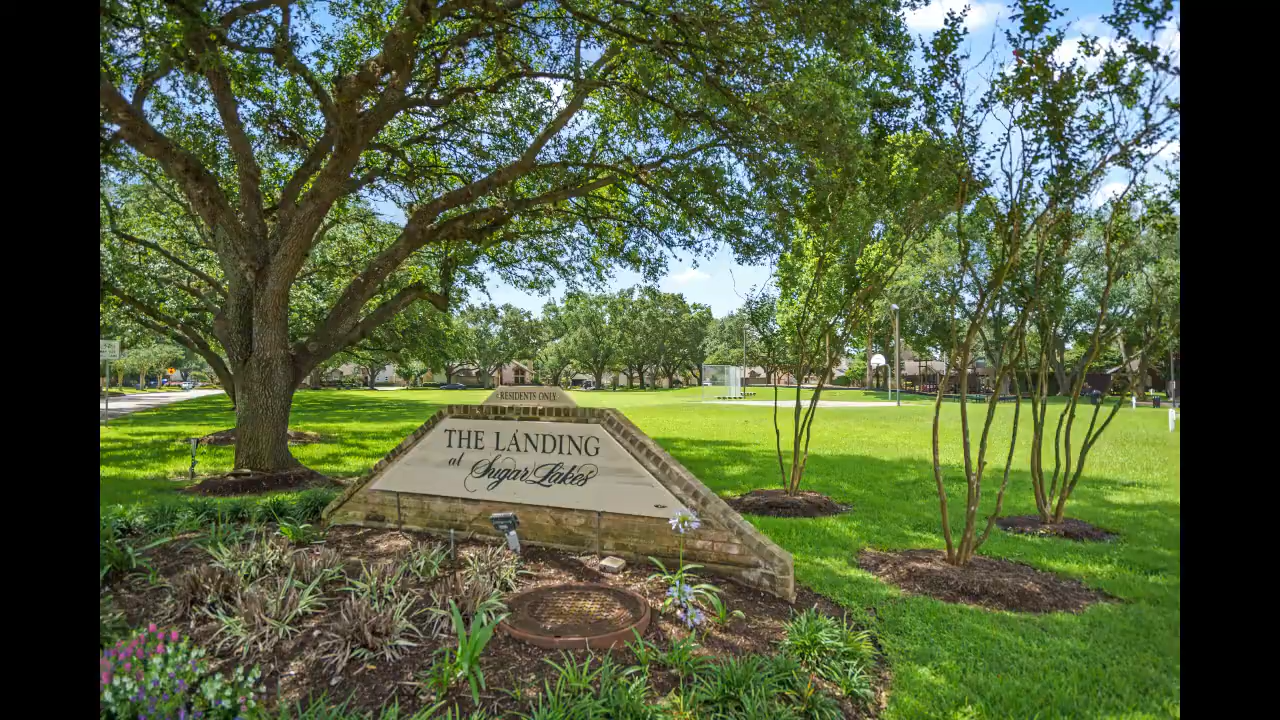 RESIDENTS ONLY
THE LANDING
at Sugar Lakes